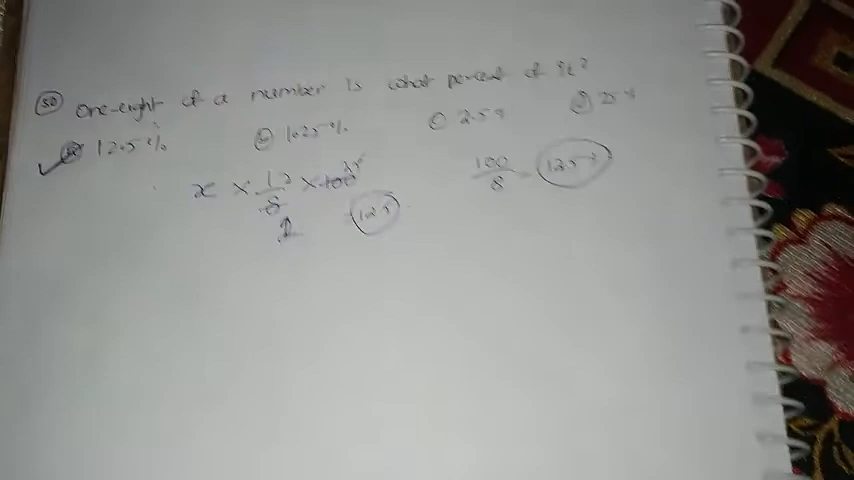 50 one-eight of a number is what percent of it?
a 12.5% b 1.25% c 2.5% d 25%
x × 1/8 × 100 100/8 = 12.5
12.5